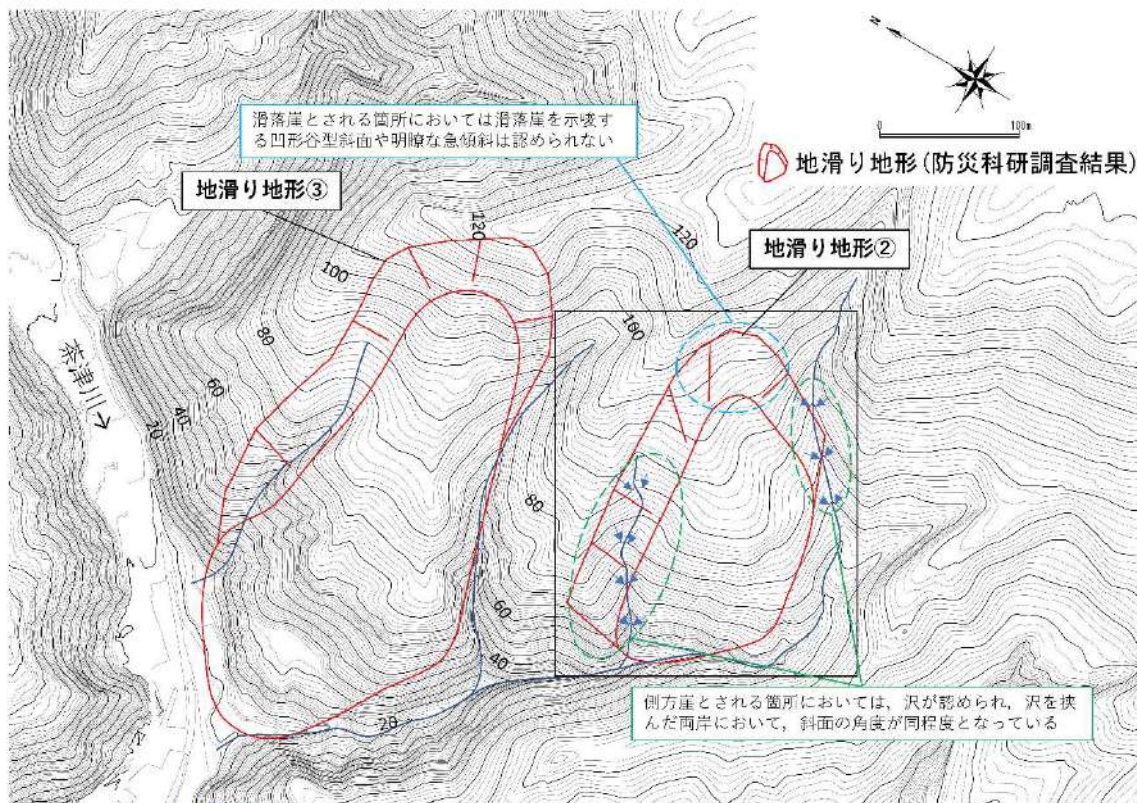 N
0 100m
滑落崖とされる箇所においては滑落崖を示唆す
る凹形谷型斜面や明瞭な急傾斜は認められない
地滑り地形(防災科研調査結果)
地滑り地形③
地滑り地形②
120
120
100
100
80
80
60
60
40
40
20
20
茶津川
側方崖とされる箇所においては，沢が認められ，沢を挟
んだ両岸において，斜面の角度が同程度となっている